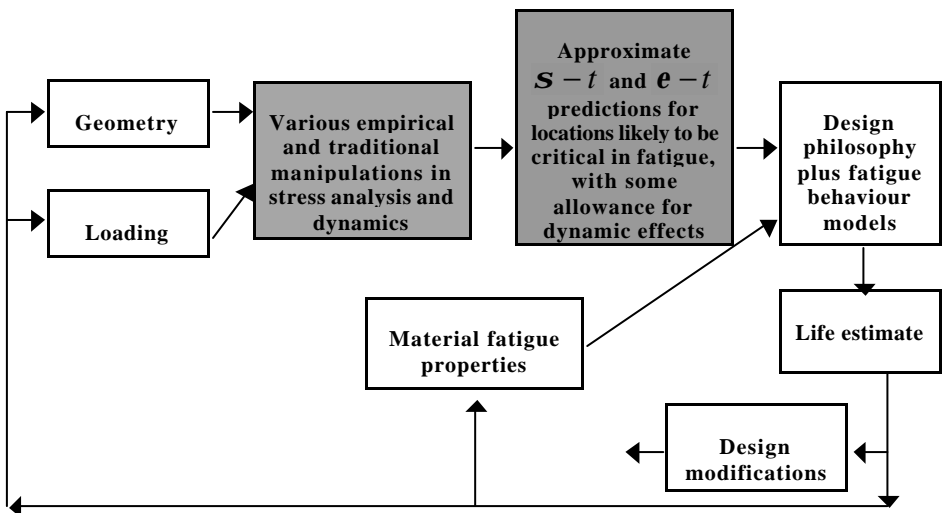 Geometry
Loading
Various empirical
and traditional
manipulations in
stress analysis and
dynamics
Approximate
s – t and e – t
predictions for
locations likely to be
critical in fatigue,
with some
allowance for
dynamic effects
Design
philosophy
plus fatigue
behaviour
models
Material fatigue
properties
Life estimate
Design
modifications